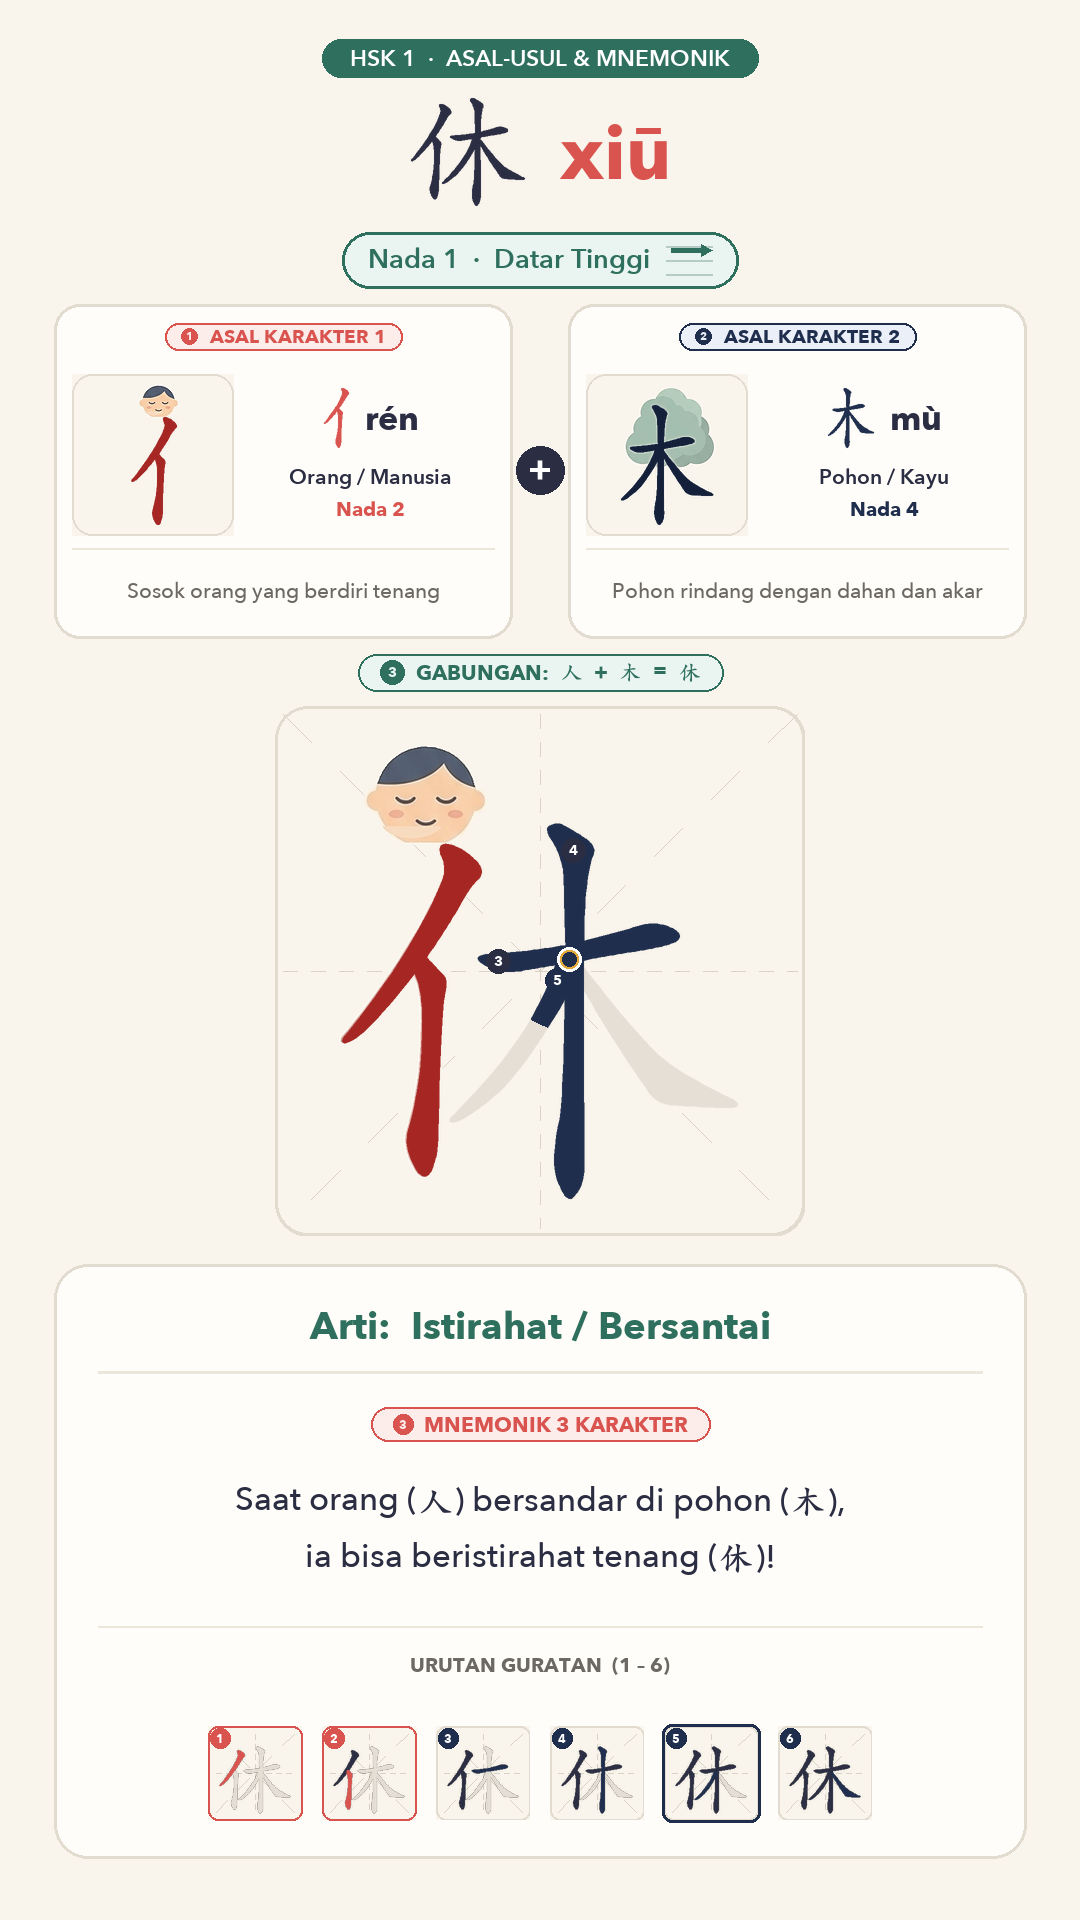 HSK 1 · ASAL-USUL & MNEMONIK
休 xiū
Nada 1 · Datar Tinggi
1 ASAL KARAKTER 1
亻 rén
Orang / Manusia
Nada 2
Sosok orang yang berdiri tenang
+
2 ASAL KARAKTER 2
木 mù
Pohon / Kayu
Nada 4
Pohon rindang dengan dahan dan akar
3 GABUNGAN: 人 + 木 = 休
4
3
5
Arti: Istirahat / Bersantai
3 MNEMONIK 3 KARAKTER
Saat orang (人) bersandar di pohon (木),
ia bisa beristirahat tenang (休)!
URUTAN GURATAN (1 – 6)
1 2 3 4 5 6